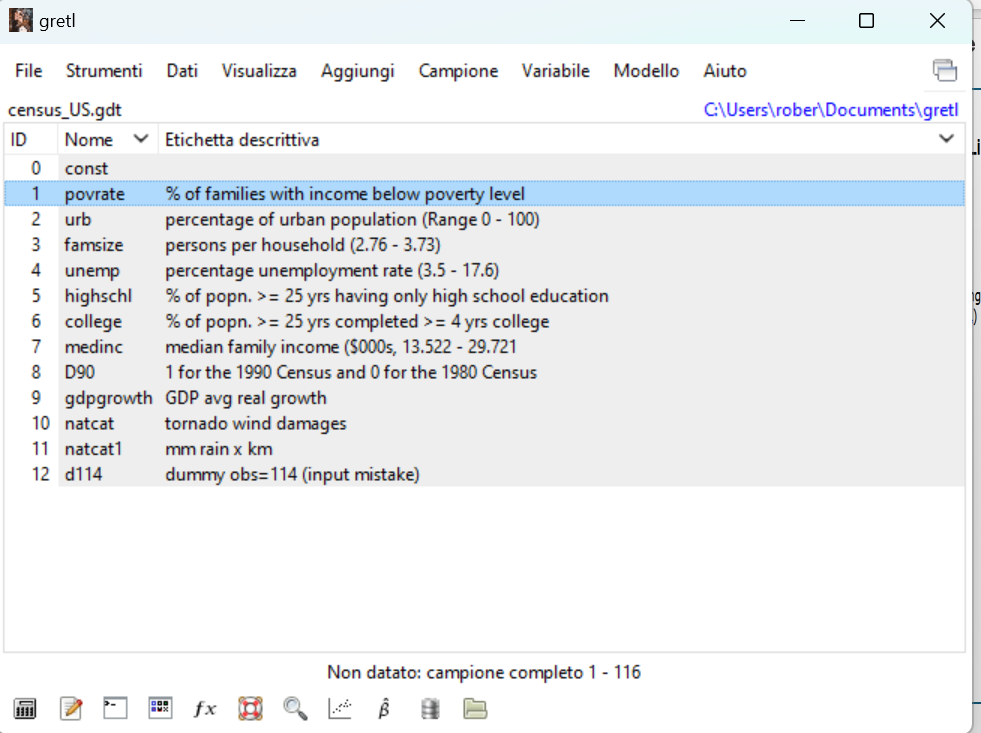 gretl
File Strumenti Dati Visualizza Aggiungi Campione Variabile Modello Aiuto
census_US.gdt C:\Users\rober\Documents\gretl
ID Nome Etichetta descrittiva
0 const
1 povrate % of families with income below poverty level
2 urb percentage of urban population (Range 0 - 100)
3 famsize persons per household (2.76 - 3.73)
4 unemp percentage unemployment rate (3.5 - 17.6)
5 highschl % of popn. >= 25 yrs having only high school education
6 college % of popn. >= 25 yrs completed >= 4 yrs college
7 medinc median family income ($000s, 13.522 - 29.721
8 D90 1 for the 1990 Census and 0 for the 1980 Census
9 gdpgrowth GDP avg real growth
10 natcat tornado wind damages
11 natcat1 mm rain x km
12 d114 dummy obs=114 (input mistake)
Non datato: campione completo 1 - 116
fx β̂